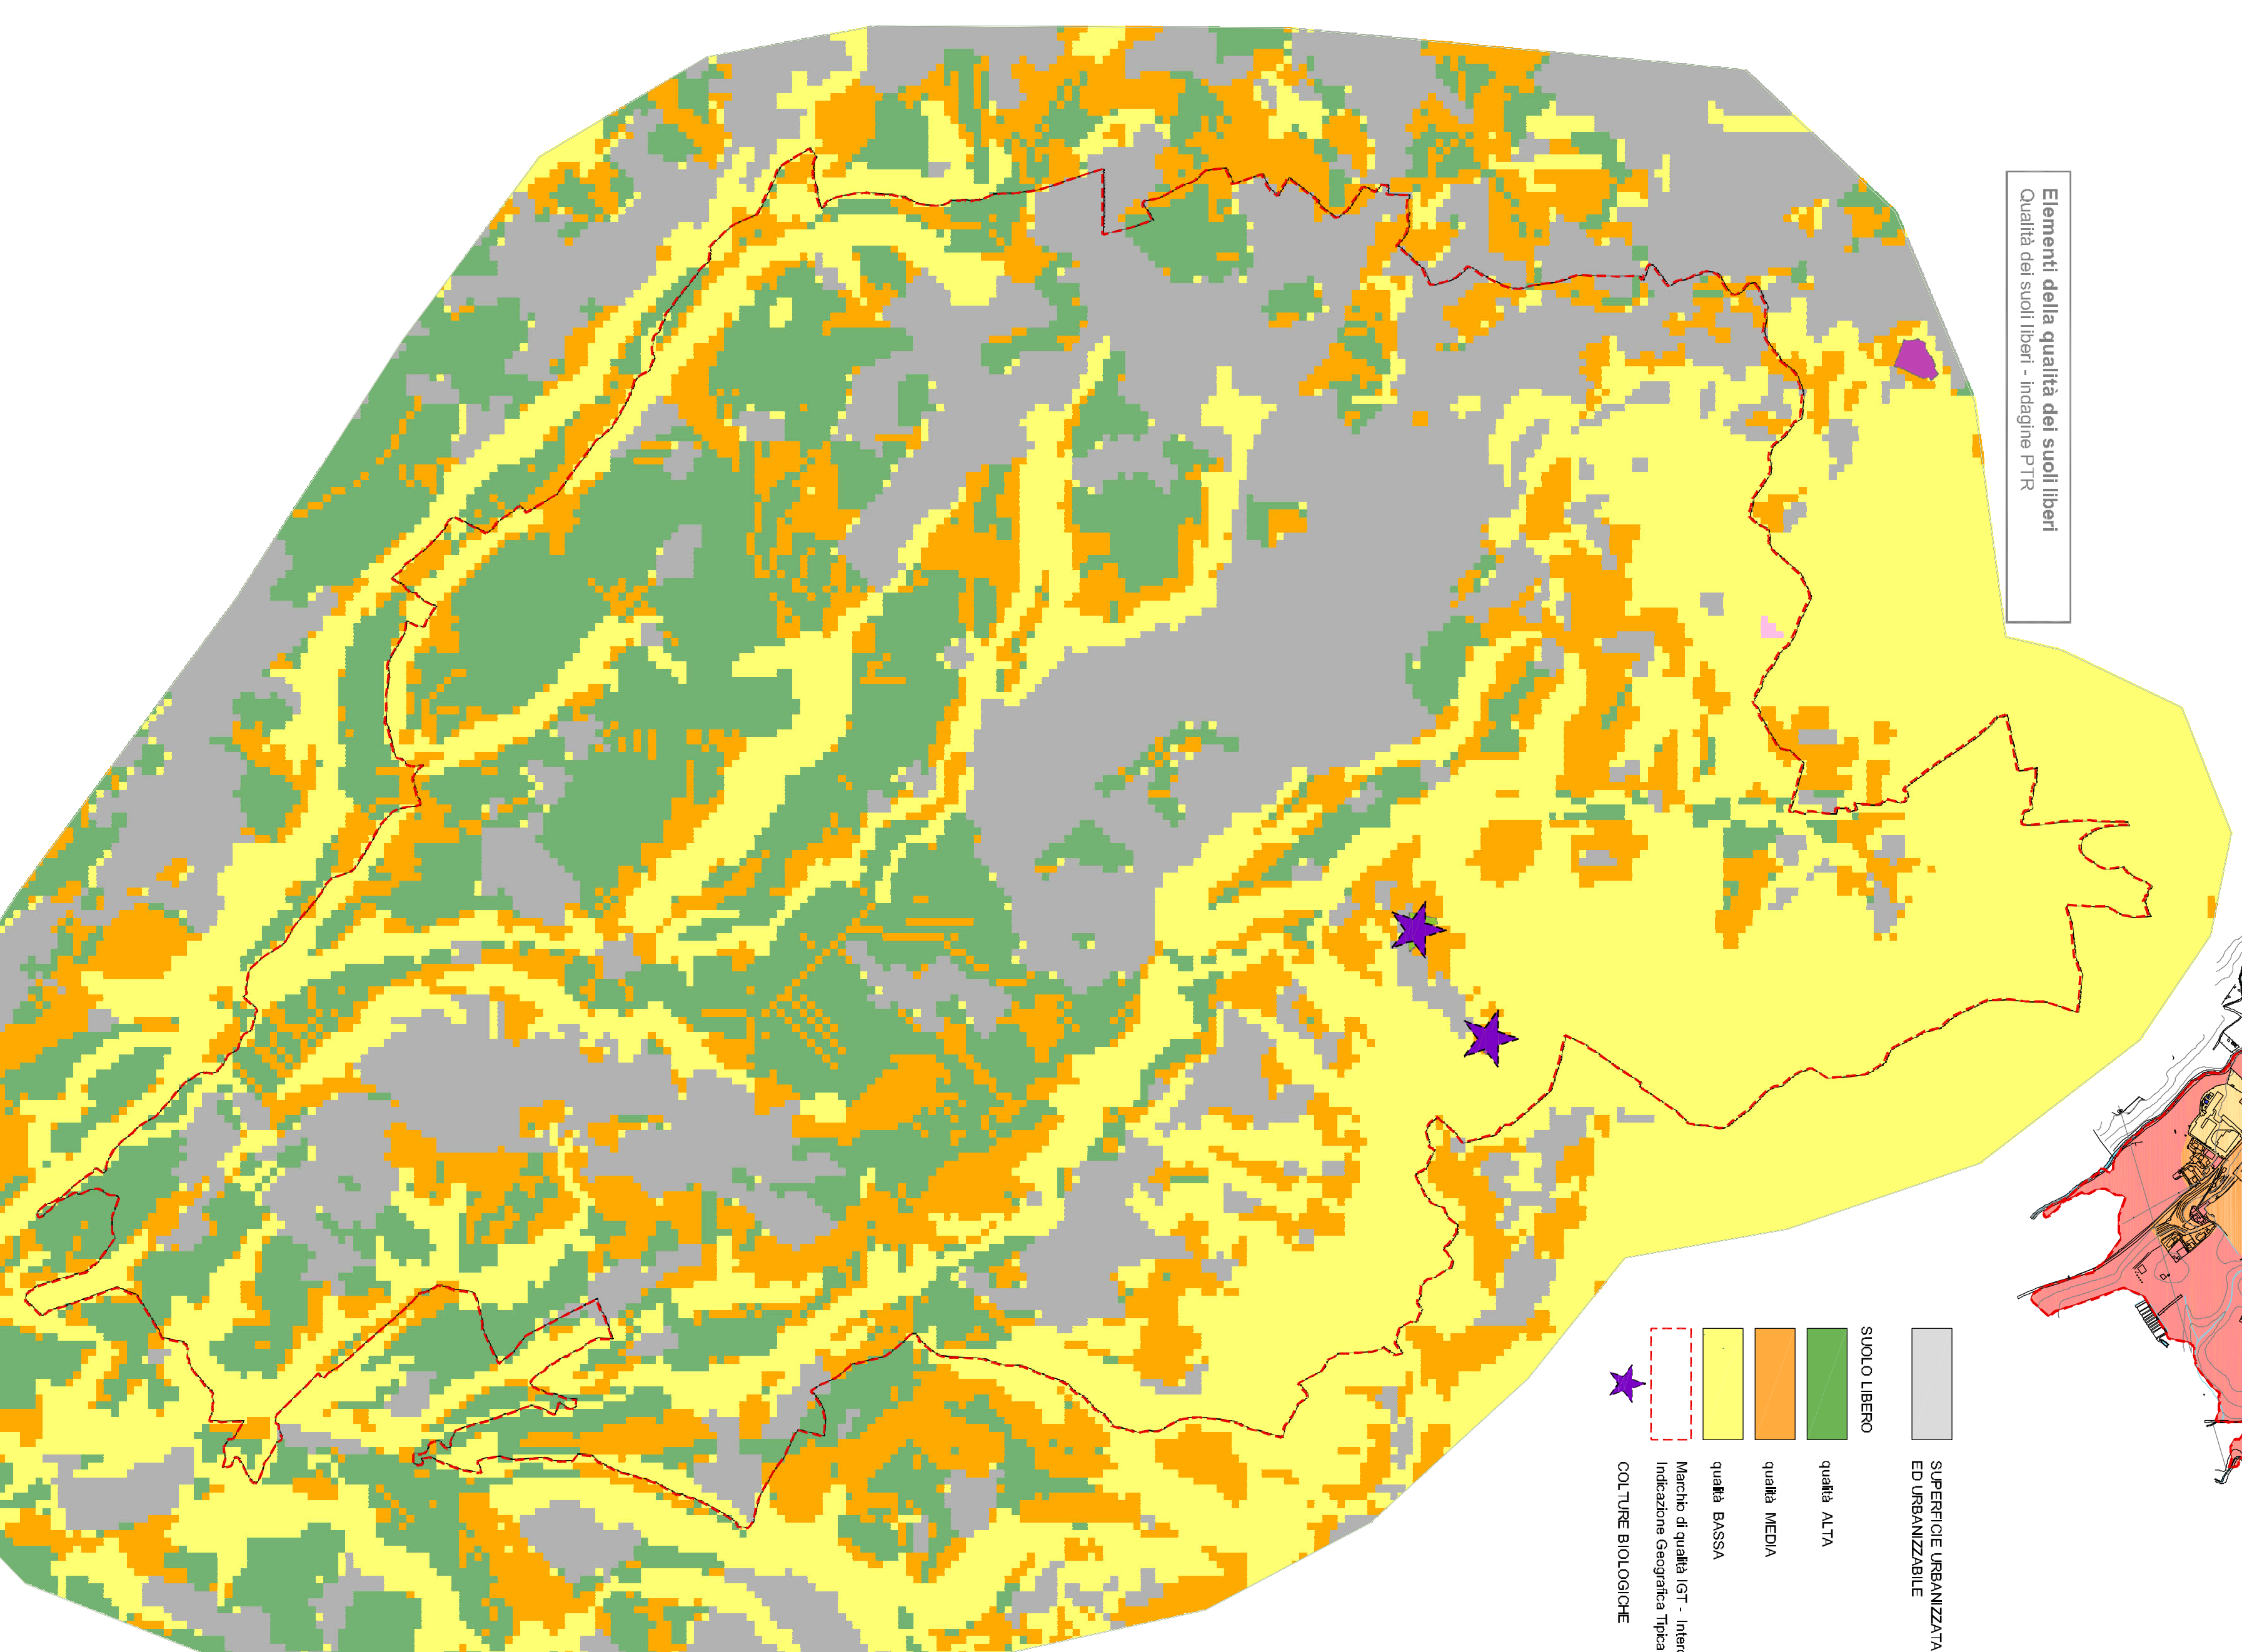 Elementi della qualità dei suoli liberi
Qualità dei suoli liberi - indagine PTR
SUPERFICIE URBANIZZATA
ED URBANIZZABILE
SUOLO LIBERO
qualità ALTA
qualità MEDIA
qualità BASSA
Marchio di qualità IGT -
Indicazione Geografica Tipica
COLTURE BIOLOGICHE